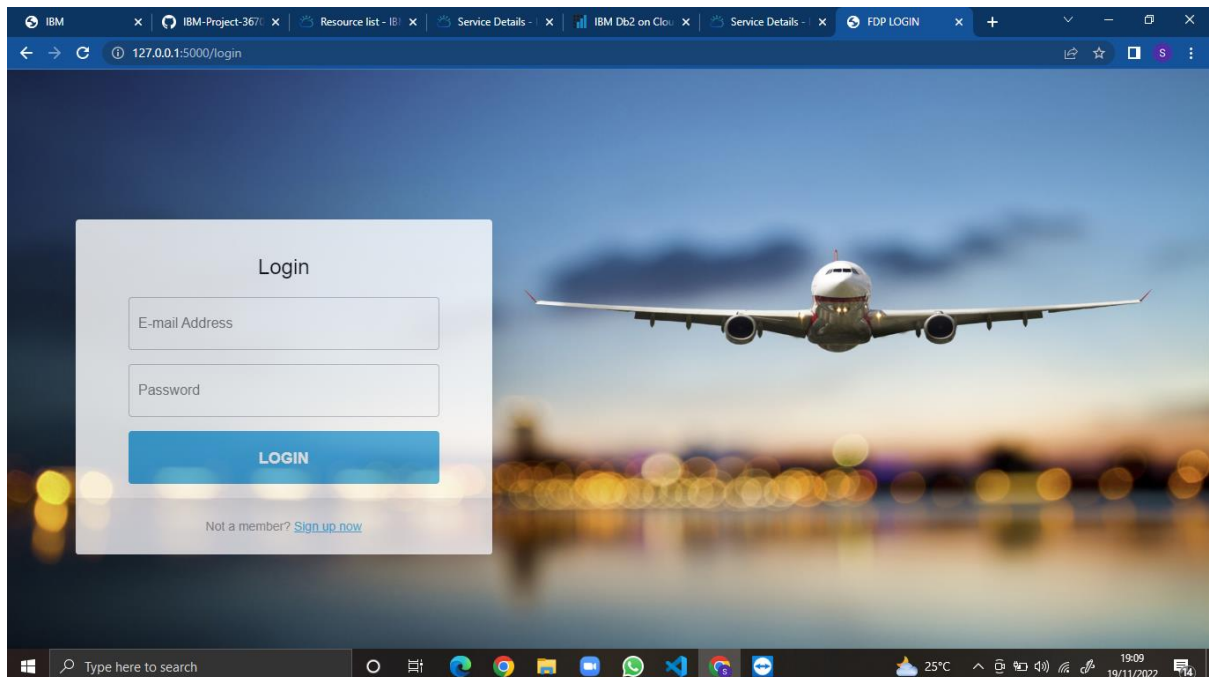 IBM
IBM-Project-3670
Resource list - IB
Service Details -
IBM Db2 on Clou
Service Details -
FDP LOGIN
127.0.0.1:5000/login
S
Login
E-mail Address
Password
LOGIN
Not a member? Sign up now
Type here to search
25°C
19:09
19/11/2022
14